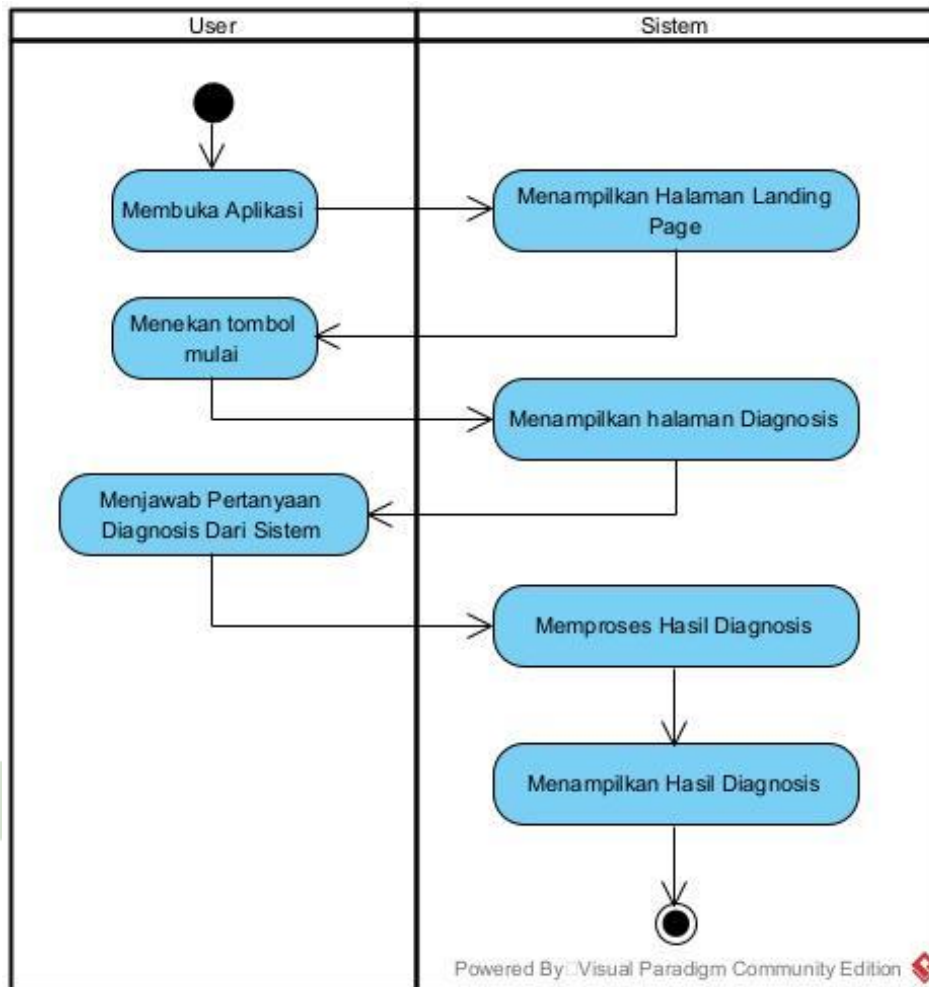 User
Sistem
Membuka Aplikasi
Menampilkan Halaman Landing
Page
Menekan tombol
mulai
Menampilkan halaman Diagnosis
Menjawab Pertanyaan
Diagnosis Dari Sistem
Memproses Hasil Diagnosis
Menampilkan Hasil Diagnosis
Powered By Visual Paradigm Community Edition